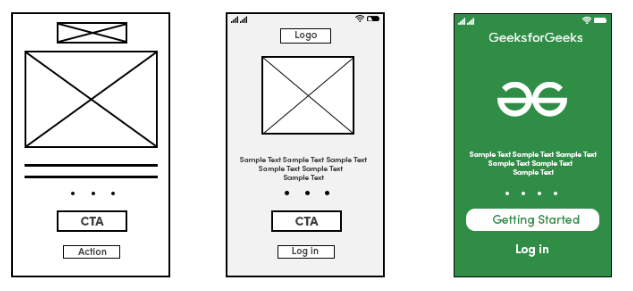 CTA
Action
Logo
Sample Text Sample Text Sample Text
Sample Text Sample Text
Sample Text
CTA
Log in
GeeksforGeeks
Sample Text Sample Text Sample Text
Sample Text Sample Text
Sample Text
Getting Started
Log in